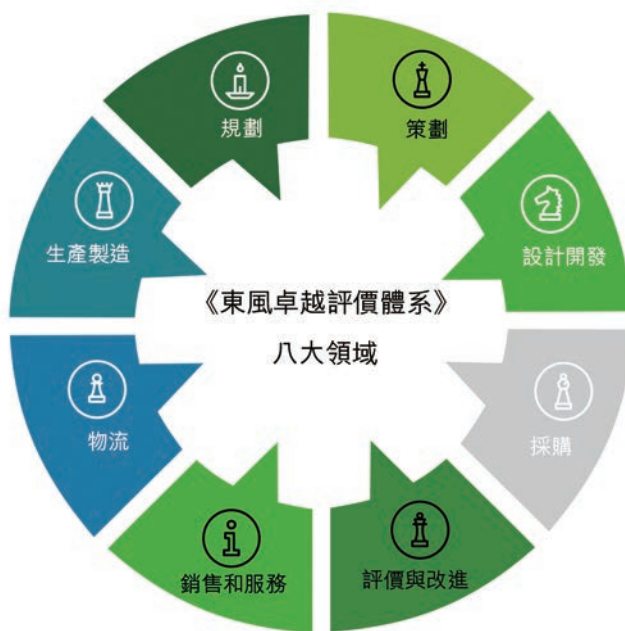 規劃
策劃
生產製造
設計開發
《東風卓越評價體系》
八大領域
物流
採購
銷售和服務
評價與改進